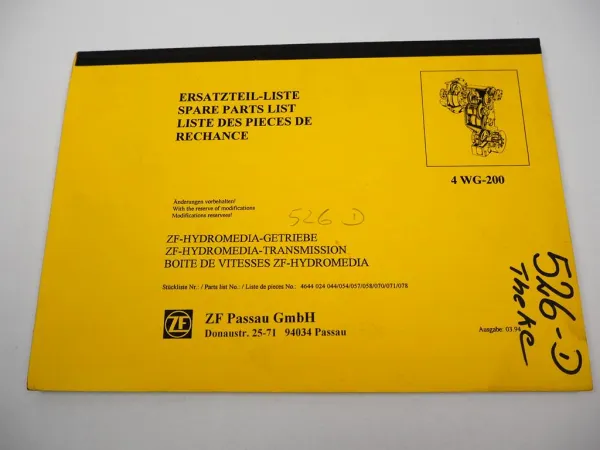 ERSATZTEIL-LISTE
SPARE PARTS LIST
LISTE DES PIECES DE
RECHANCE
4 WG-200
Änderungen vorbehalten!
With the reserve of modifications
Modifications reservees!
526 D
ZF-HYDROMEDIA-GETRIEBE
ZF-HYDROMEDIA-TRANSMISSION
BOITE DE VITESSES ZF-HYDROMEDIA
Stückliste Nr.: / Parts list No.: / Liste de pieces No.: 4644 024 044/054/057/058/070/071/078
ZF
ZF Passau GmbH
Donaustr. 25-71 94034 Passau
Ausgabe: 03.94
526-D
Theke